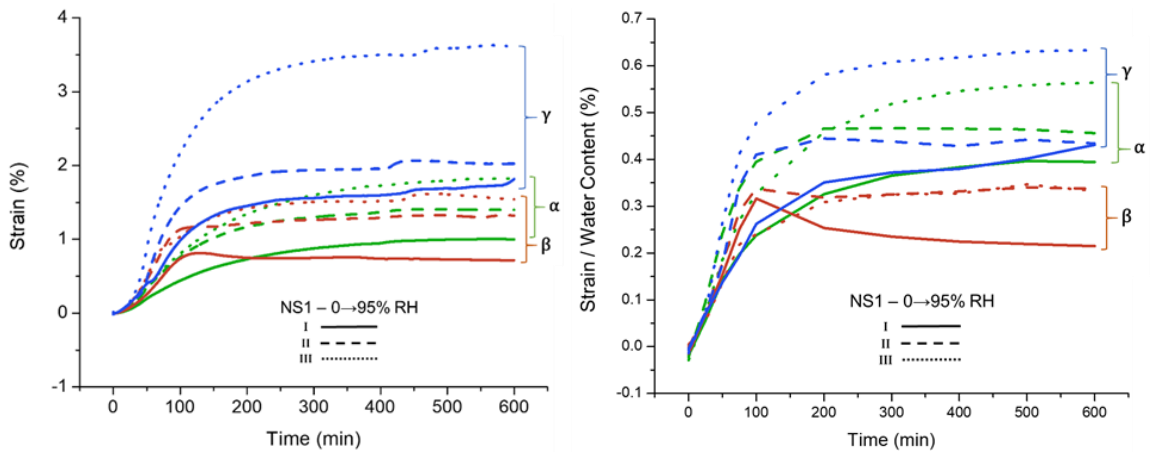 4
3
2
1
0
-1
Strain (%)
0 100 200 300 400 500 600
Time (min)
γ
α
β
NS1 – 0→95% RH
I
II
III
0.7
0.6
0.5
0.4
0.3
0.2
0.1
0.0
-0.1
Strain / Water Content (%)
0 100 200 300 400 500 600
Time (min)
γ
α
β
NS1 – 0→95% RH
I
II
III